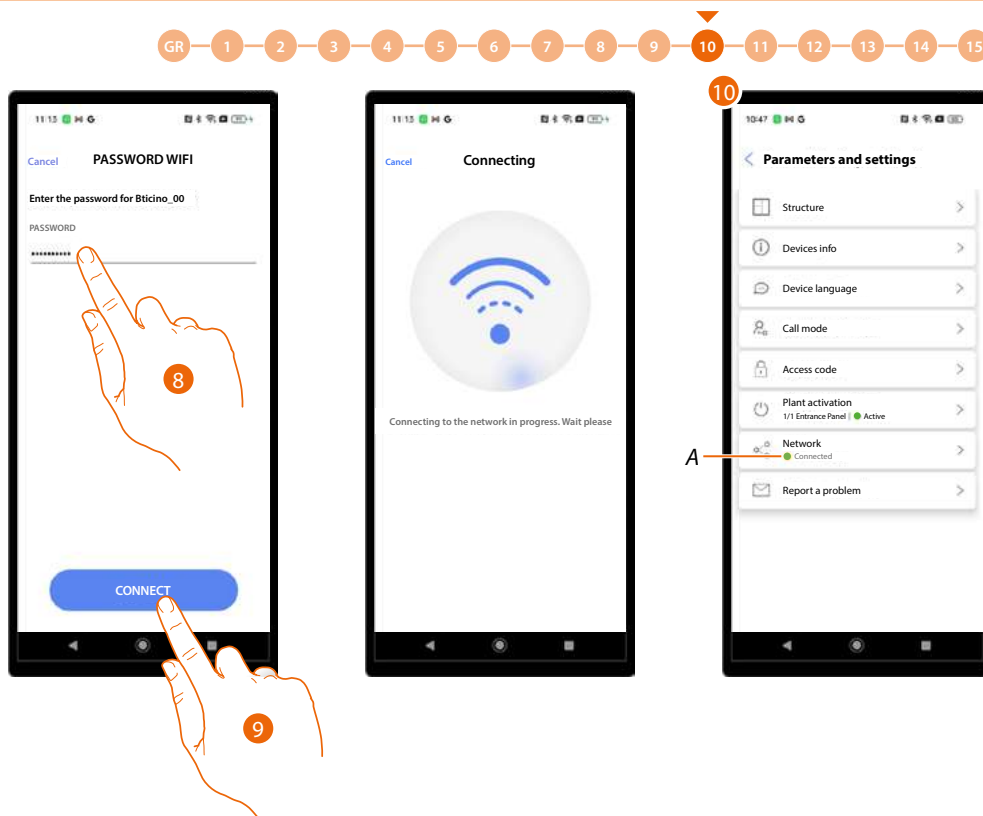 GR 1 2 3 4 5 6 7 8 9 10 11 12 13 14 15
11:15 G
Cancel PASSWORD WIFI
Enter the password for Bticino_00
PASSWORD
••••••••••
8
CONNECT
9
11:15 G
Cancel Connecting
Connecting to the network in progress. Wait please
10
10:47 G
Parameters and settings
Structure
Devices info
Device language
Call mode
Access code
Plant activation
1/1 Entrance Panel | Active
A
Network
Connected
Report a problem